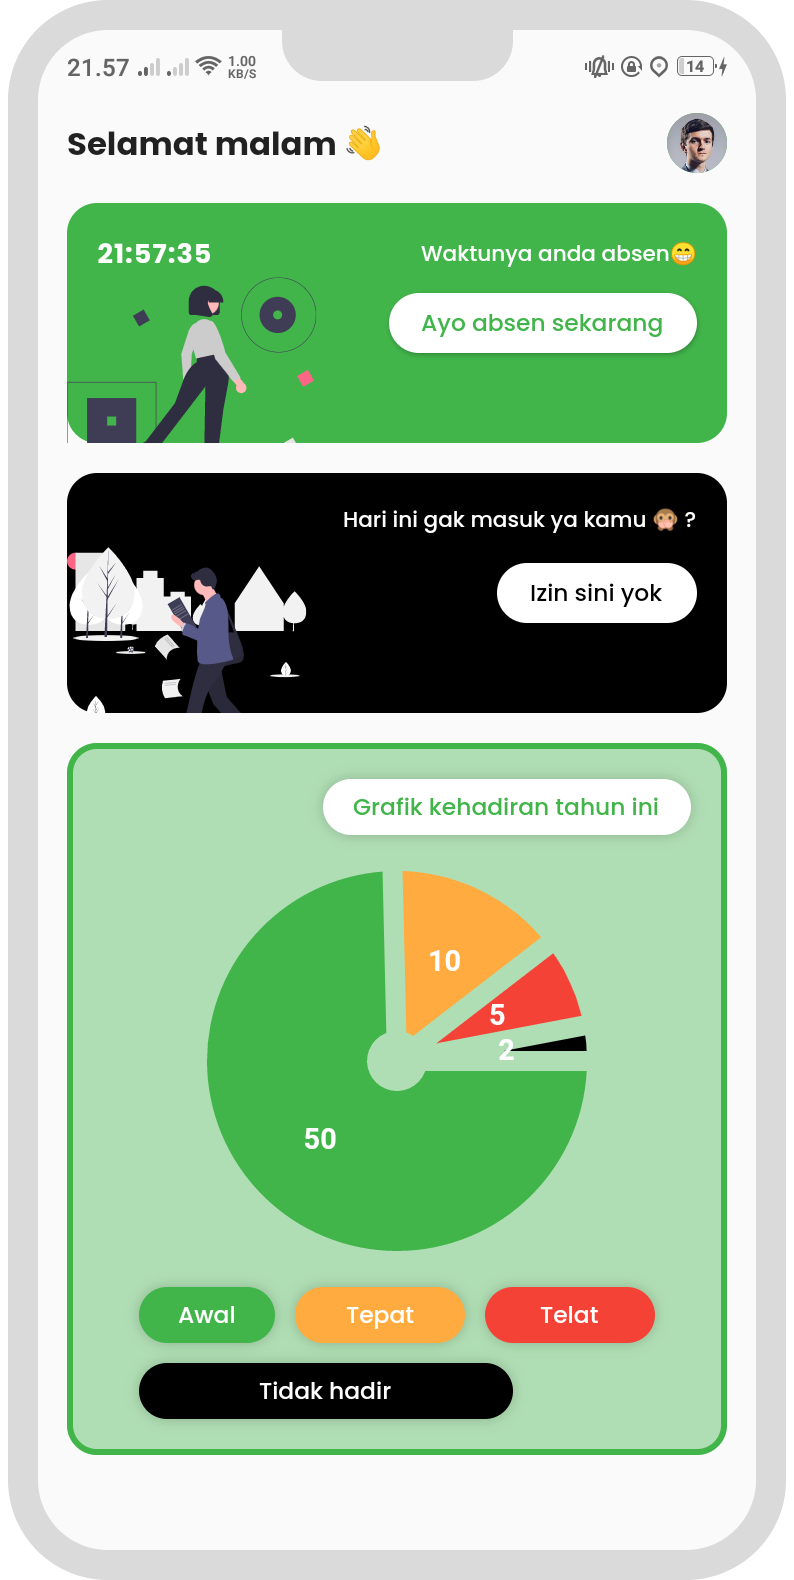 21.57 1.00 KB/S 14
Selamat malam 👋
21:57:35
Waktunya anda absen😁
Ayo absen sekarang
Hari ini gak masuk ya kamu 🙊 ?
Izin sini yok
Grafik kehadiran tahun ini
10
5
2
50
Awal Tepat Telat
Tidak hadir